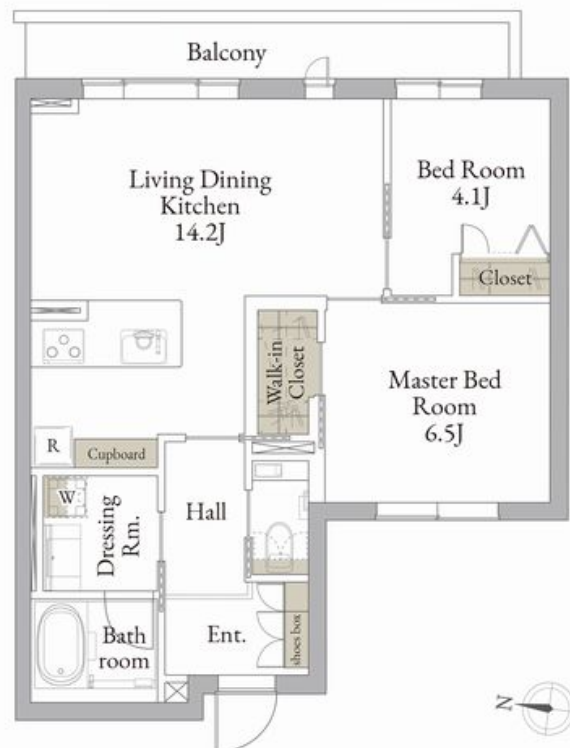 Balcony
Living Dining
Kitchen
14.2J
Bed Room
4.1J
Closet
Walk-in
Closet
Master Bed
Room
6.5J
R
Cupboard
W
Dressing
Rm.
Hall
Bath
room
Ent.
shoes box
N